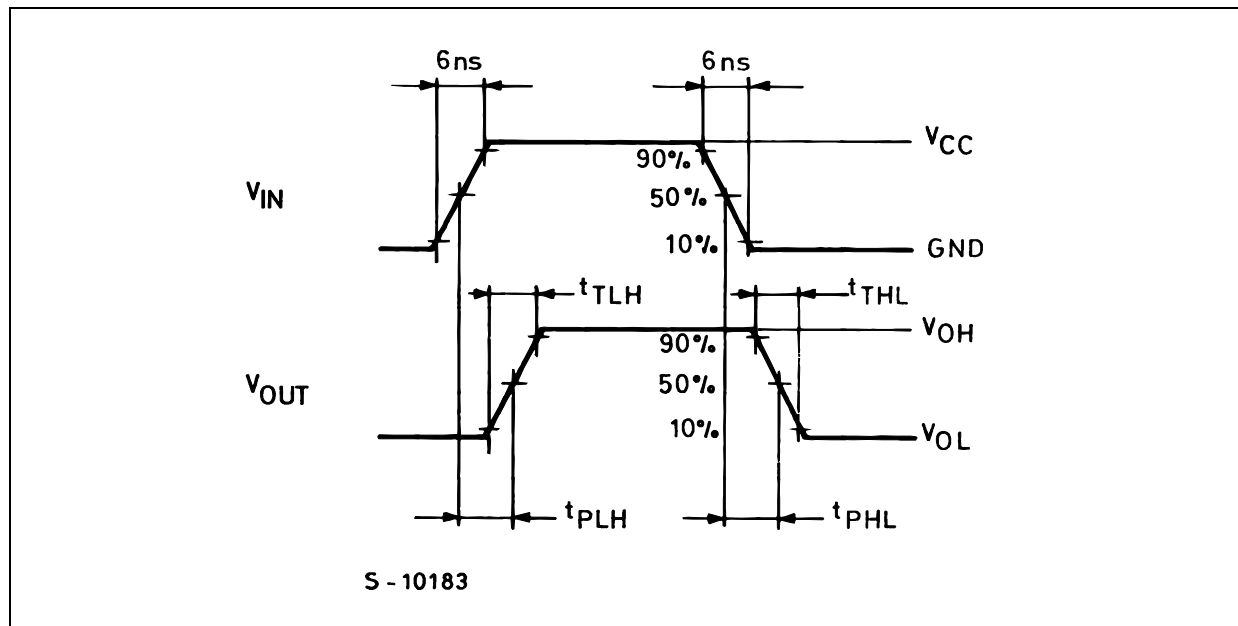 6ns 6ns
VCC
90%
VIN 50%
10% GND
tTLH tTHL
VOH
90%
VOUT 50%
10% VOL
tPLH tPHL
S-10183